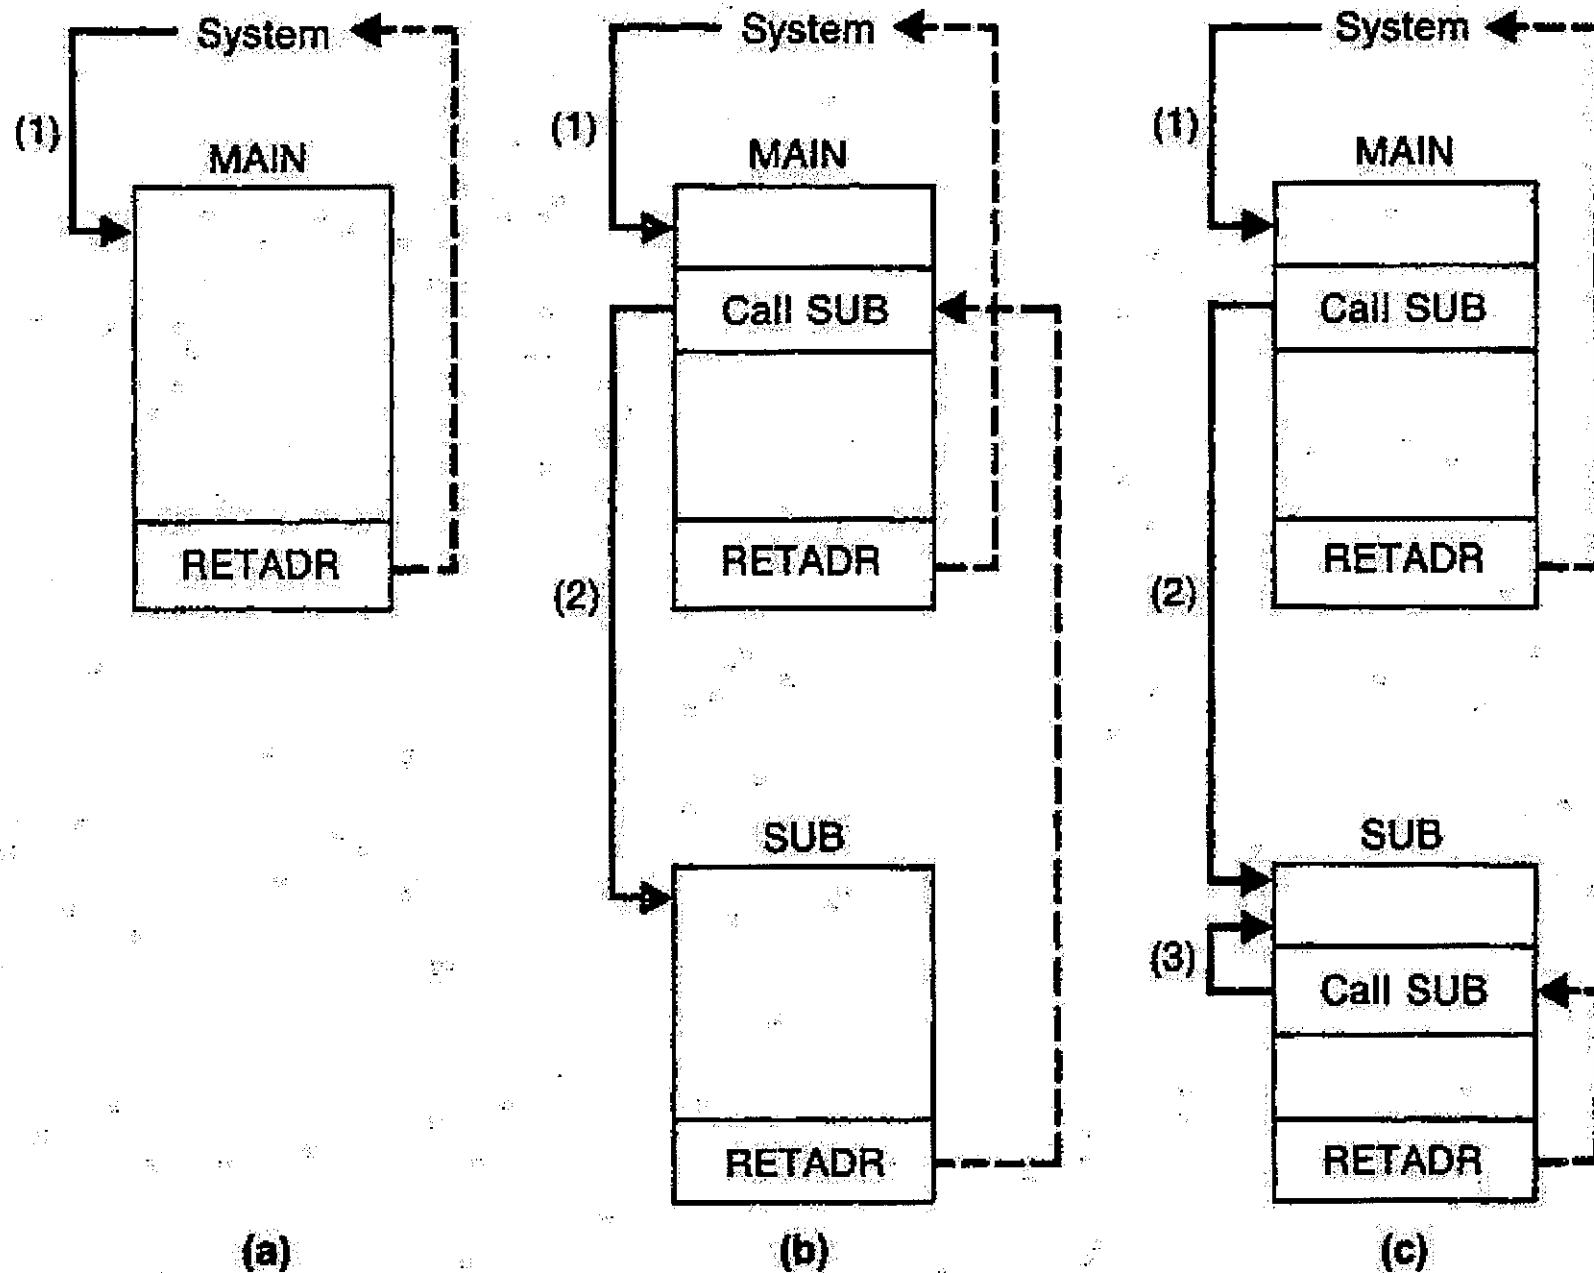 System
(1)
MAIN
RETADR
(a)
System
(1)
MAIN
Call SUB
RETADR
(2)
SUB
RETADR
(b)
System
(1)
MAIN
Call SUB
RETADR
(2)
SUB
(3)
Call SUB
RETADR
(c)